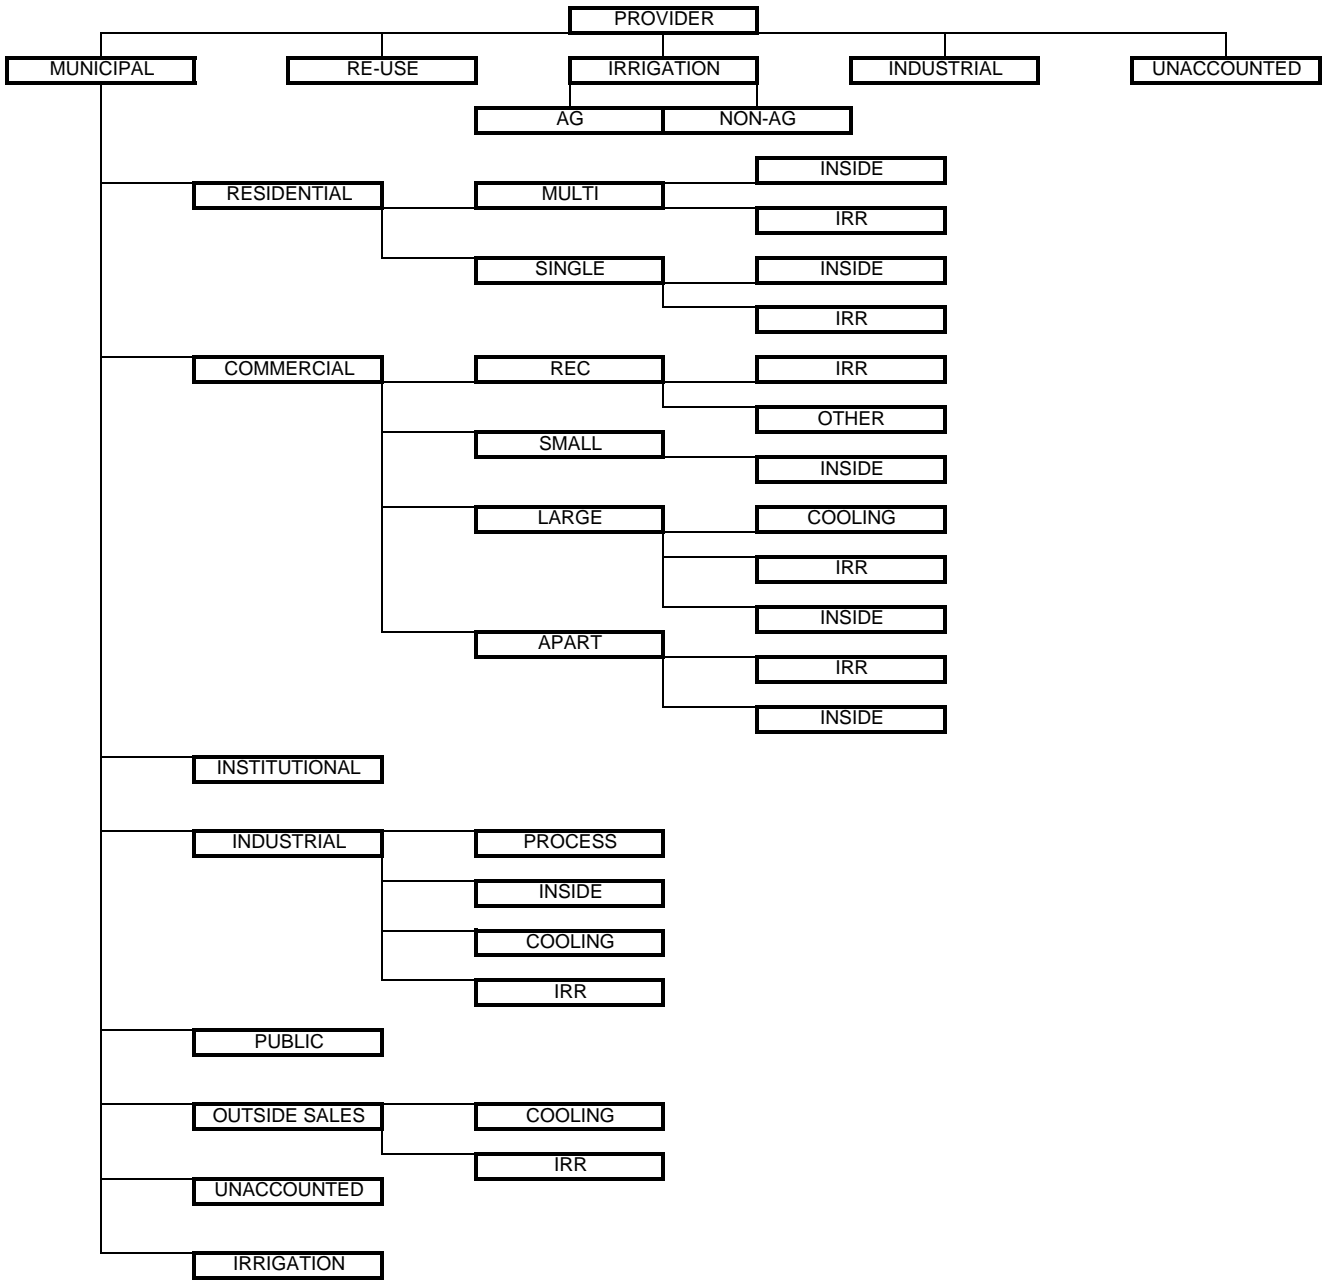 PROVIDER
MUNICIPAL
RE-USE
IRRIGATION
INDUSTRIAL
UNACCOUNTED
AG
NON-AG
INSIDE
RESIDENTIAL
MULTI
IRR
SINGLE
INSIDE
IRR
COMMERCIAL
REC
IRR
OTHER
SMALL
INSIDE
LARGE
COOLING
IRR
INSIDE
APART
IRR
INSIDE
INSTITUTIONAL
INDUSTRIAL
PROCESS
INSIDE
COOLING
IRR
PUBLIC
OUTSIDE SALES
COOLING
IRR
UNACCOUNTED
IRRIGATION